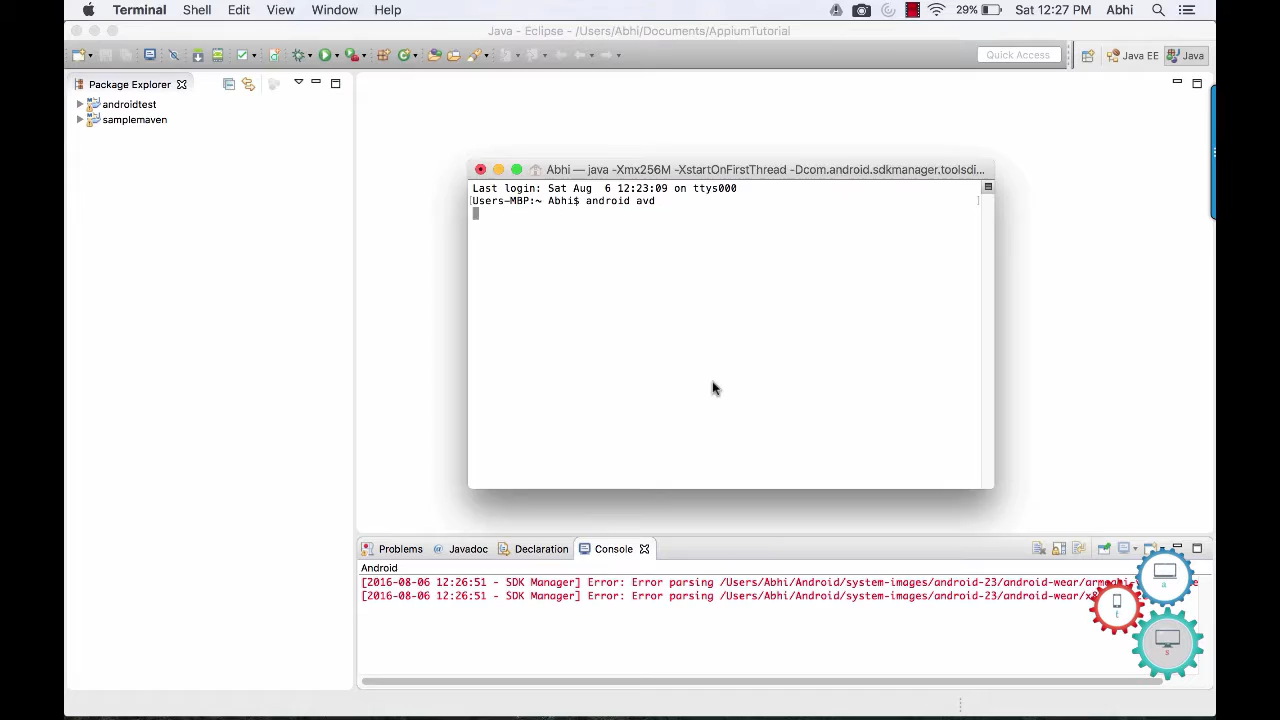 Terminal Shell Edit View Window Help 29% Sat 12:27 PM Abhi
Java - Eclipse - /Users/Abhi/Documents/AppiumTutorial
Quick Access Java EE Java
Package Explorer
androidtest
samplemaven
Abhi — java -Xmx256M -XstartOnFirstThread -Dcom.android.sdkmanager.toolsdi...
Last login: Sat Aug  6 12:23:09 on ttys000
[Users-MBP:~ Abhi$ android avd ]
Problems Javadoc Declaration Console
Android
[2016-08-06 12:26:51 - SDK Manager] Error: Error parsing /Users/Abhi/Android/system-images/android-23/android-wear/
[2016-08-06 12:26:51 - SDK Manager] Error: Error parsing /Users/Abhi/Android/system-images/android-23/android-wear/
a
t
s